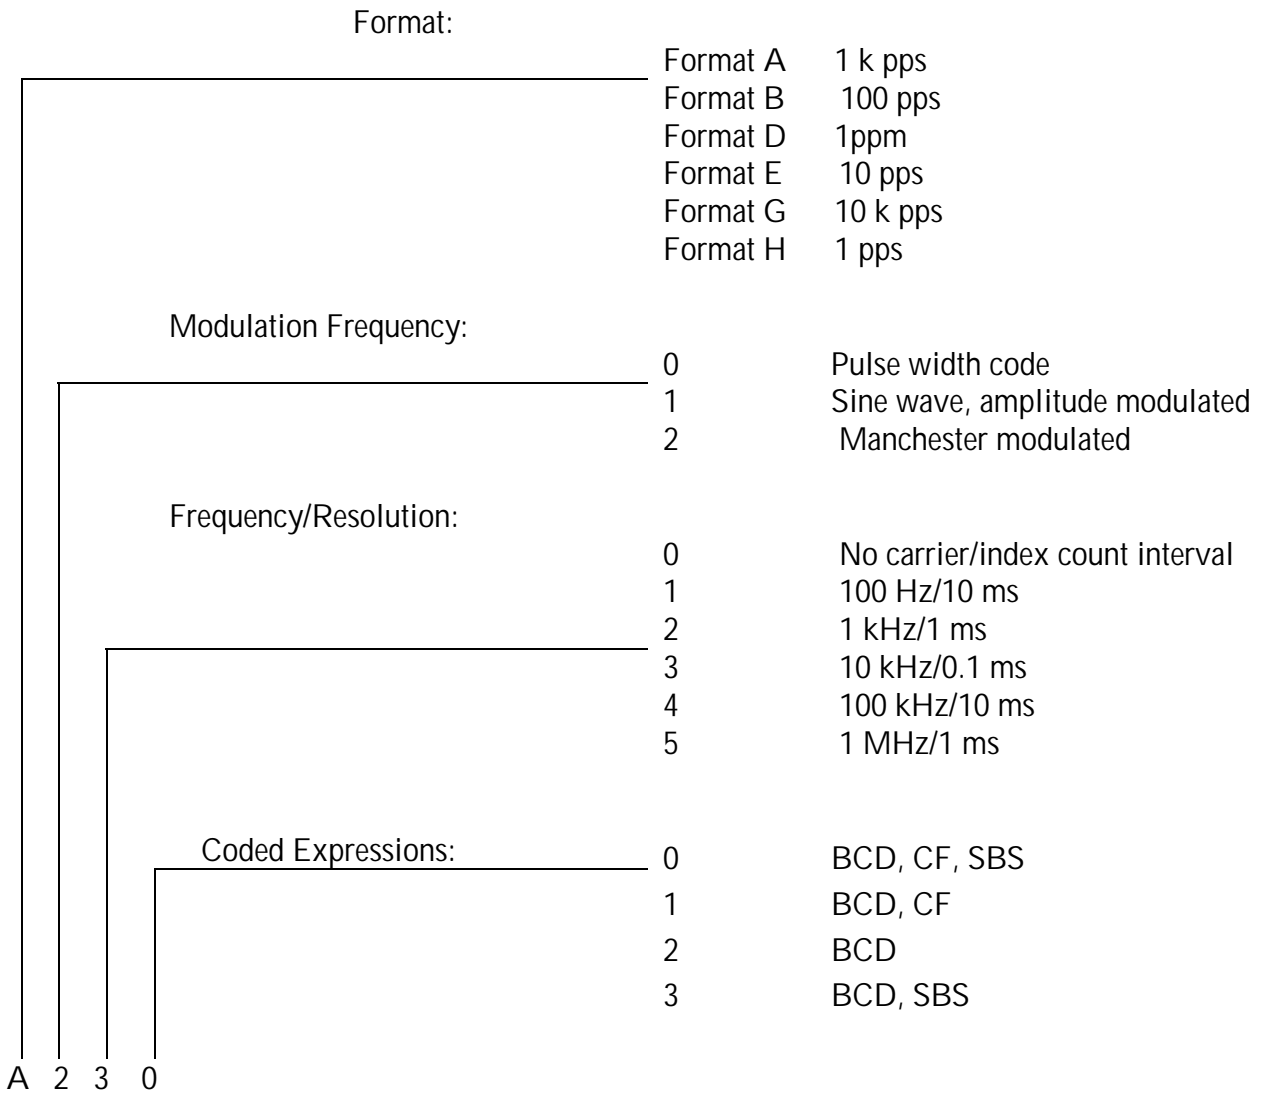 Format:
Format A 1 k pps
Format B 100 pps
Format D 1ppm
Format E 10 pps
Format G 10 k pps
Format H 1 pps
Modulation Frequency:
0 Pulse width code
1 Sine wave, amplitude modulated
2 Manchester modulated
Frequency/Resolution:
0 No carrier/index count interval
1 100 Hz/10 ms
2 1 kHz/1 ms
3 10 kHz/0.1 ms
4 100 kHz/10 ms
5 1 MHz/1 ms
Coded Expressions:
0 BCD, CF, SBS
1 BCD, CF
2 BCD
3 BCD, SBS
A 2 3 0